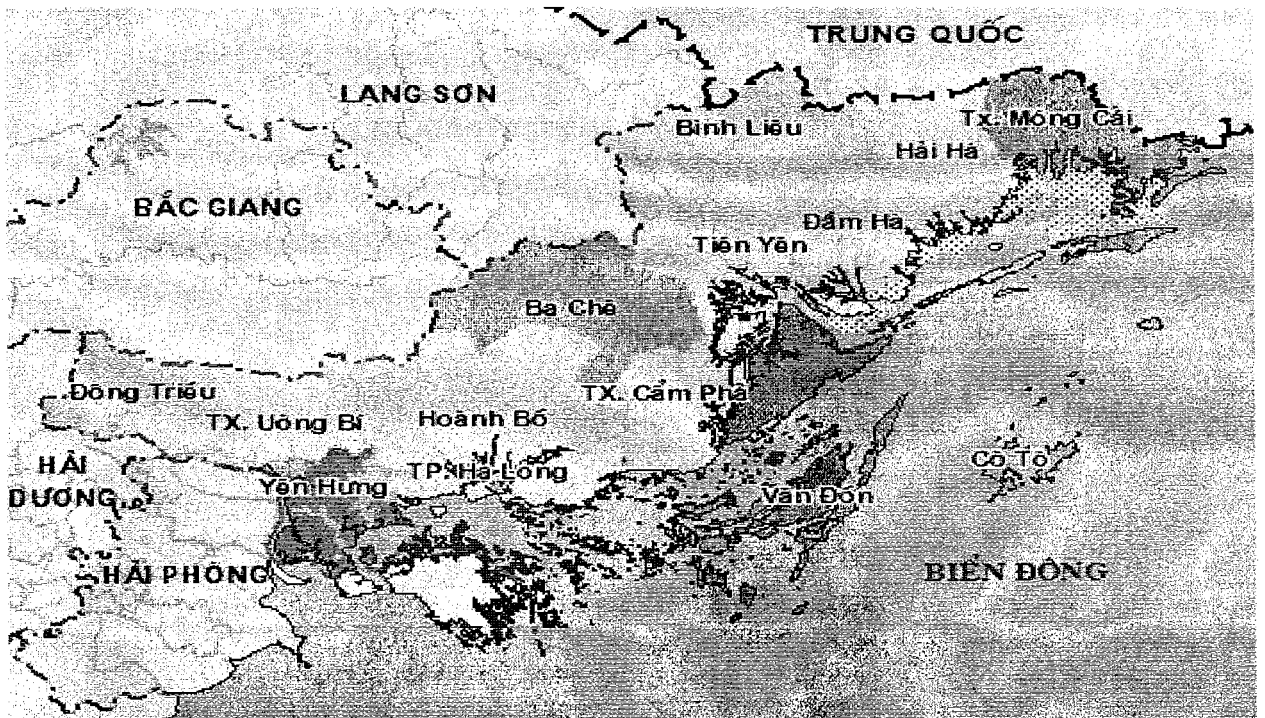 TRUNG QUỐC
LẠNG SƠN
Tx. Móng Cái
Bình Liêu
Hải Hà
BẮC GIANG
Đầm Hà
Tiên Yên
Ba Chẽ
Đông Triều
TX. Cẩm Phả
TX. Uông Bí
Hoành Bồ
HẢI
DƯƠNG
TP. Hạ Long
Cô Tô
Yên Hưng
Vân Đồn
HẢI PHÒNG
BIỂN ĐÔNG